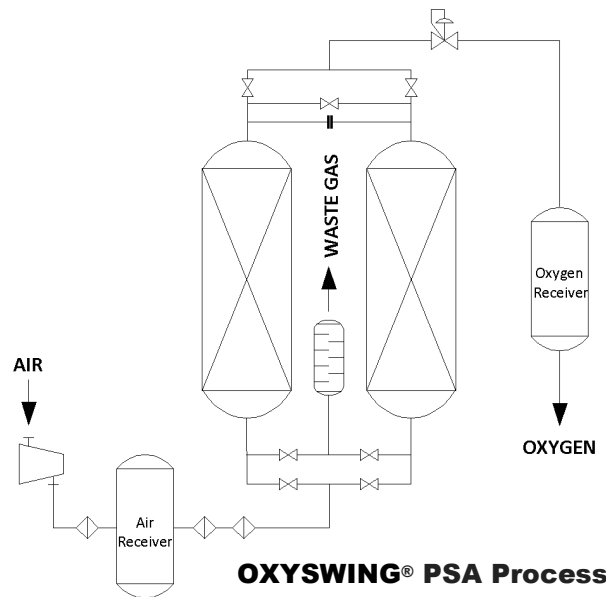 WASTE GAS
Oxygen
Receiver
AIR
OXYGEN
Air
Receiver
OXYSWING® PSA Process